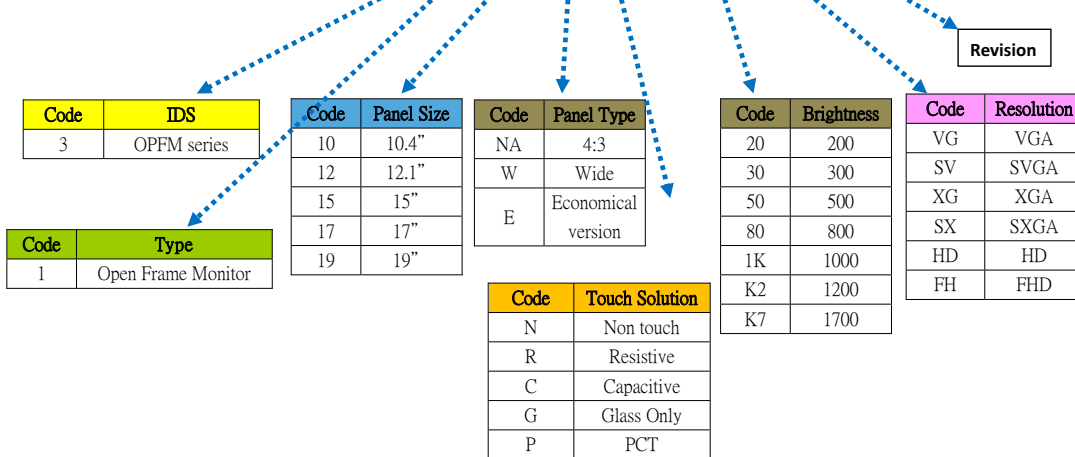 Revision
Code IDS
3 OPFM series
Code Type
1 Open Frame Monitor
Code Panel Size
10 10.4”
12 12.1”
15 15”
17 17”
19 19”
Code Panel Type
NA 4:3
W Wide
E Economical
version
Code Touch Solution
N Non touch
R Resistive
C Capacitive
G Glass Only
P PCT
Code Brightness
20 200
30 300
50 500
80 800
1K 1000
K2 1200
K7 1700
Code Resolution
VG VGA
SV SVGA
XG XGA
SX SXGA
HD HD
FH FHD